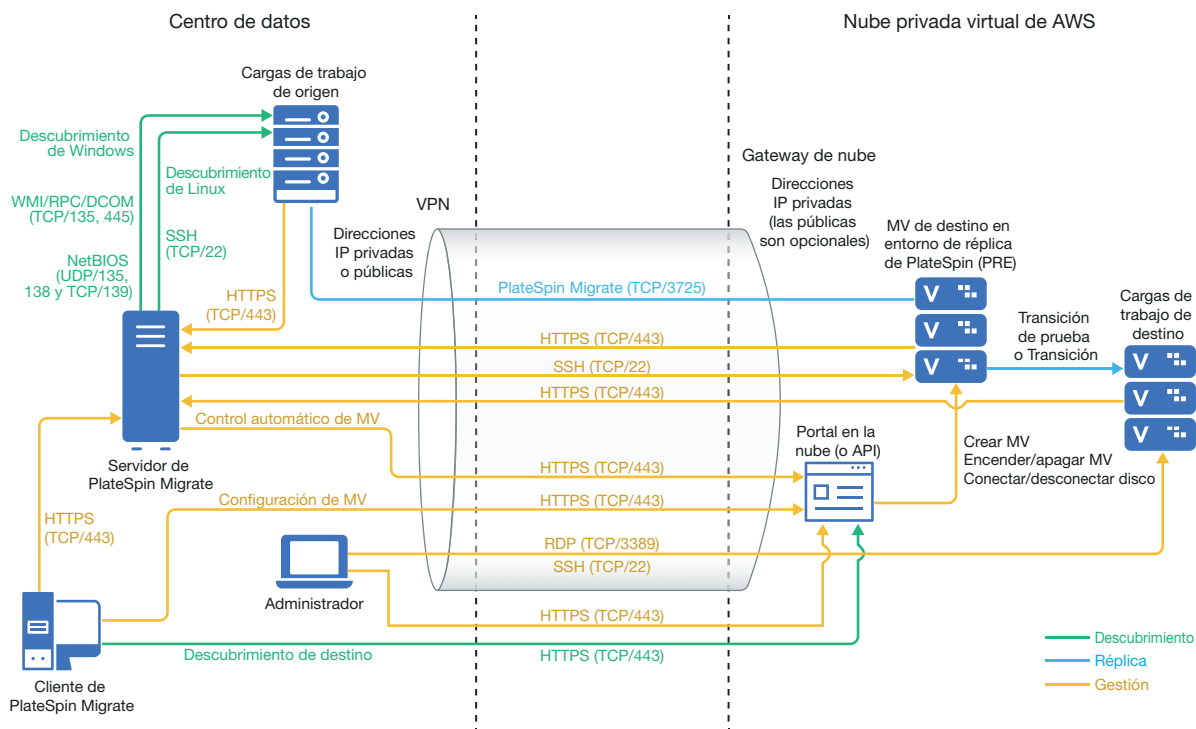 Centro de datos
Nube privada virtual de AWS
Cargas de trabajo
de origen
Descubrimiento
de Windows
Descubrimiento
de Linux
WMI/RPC/DCOM
(TCP/135, 445)
SSH
(TCP/22)
NetBIOS
(UDP/135,
138 y TCP/139)
HTTPS
(TCP/443)
VPN
Direcciones
IP privadas
o públicas
Gateway de nube
Direcciones
IP privadas
(las públicas
son opcionales)
MV de destino en
entorno de réplica
de PlateSpin (PRE)
V
V
V
Cargas de
trabajo de
destino
V
V
V
Transición
de prueba
o Transición
PlateSpin Migrate (TCP/3725)
HTTPS (TCP/443)
SSH (TCP/22)
HTTPS (TCP/443)
Control automático de MV
HTTPS (TCP/443)
Servidor de
PlateSpin Migrate
Portal en la
nube (o API)
Crear MV
Encender/apagar MV
Conectar/desconectar disco
Configuración de MV
HTTPS (TCP/443)
HTTPS
(TCP/443)
RDP (TCP/3389)
SSH (TCP/22)
Administrador
HTTPS (TCP/443)
Descubrimiento de destino
HTTPS (TCP/443)
Cliente de
PlateSpin Migrate
Descubrimiento
Réplica
Gestión